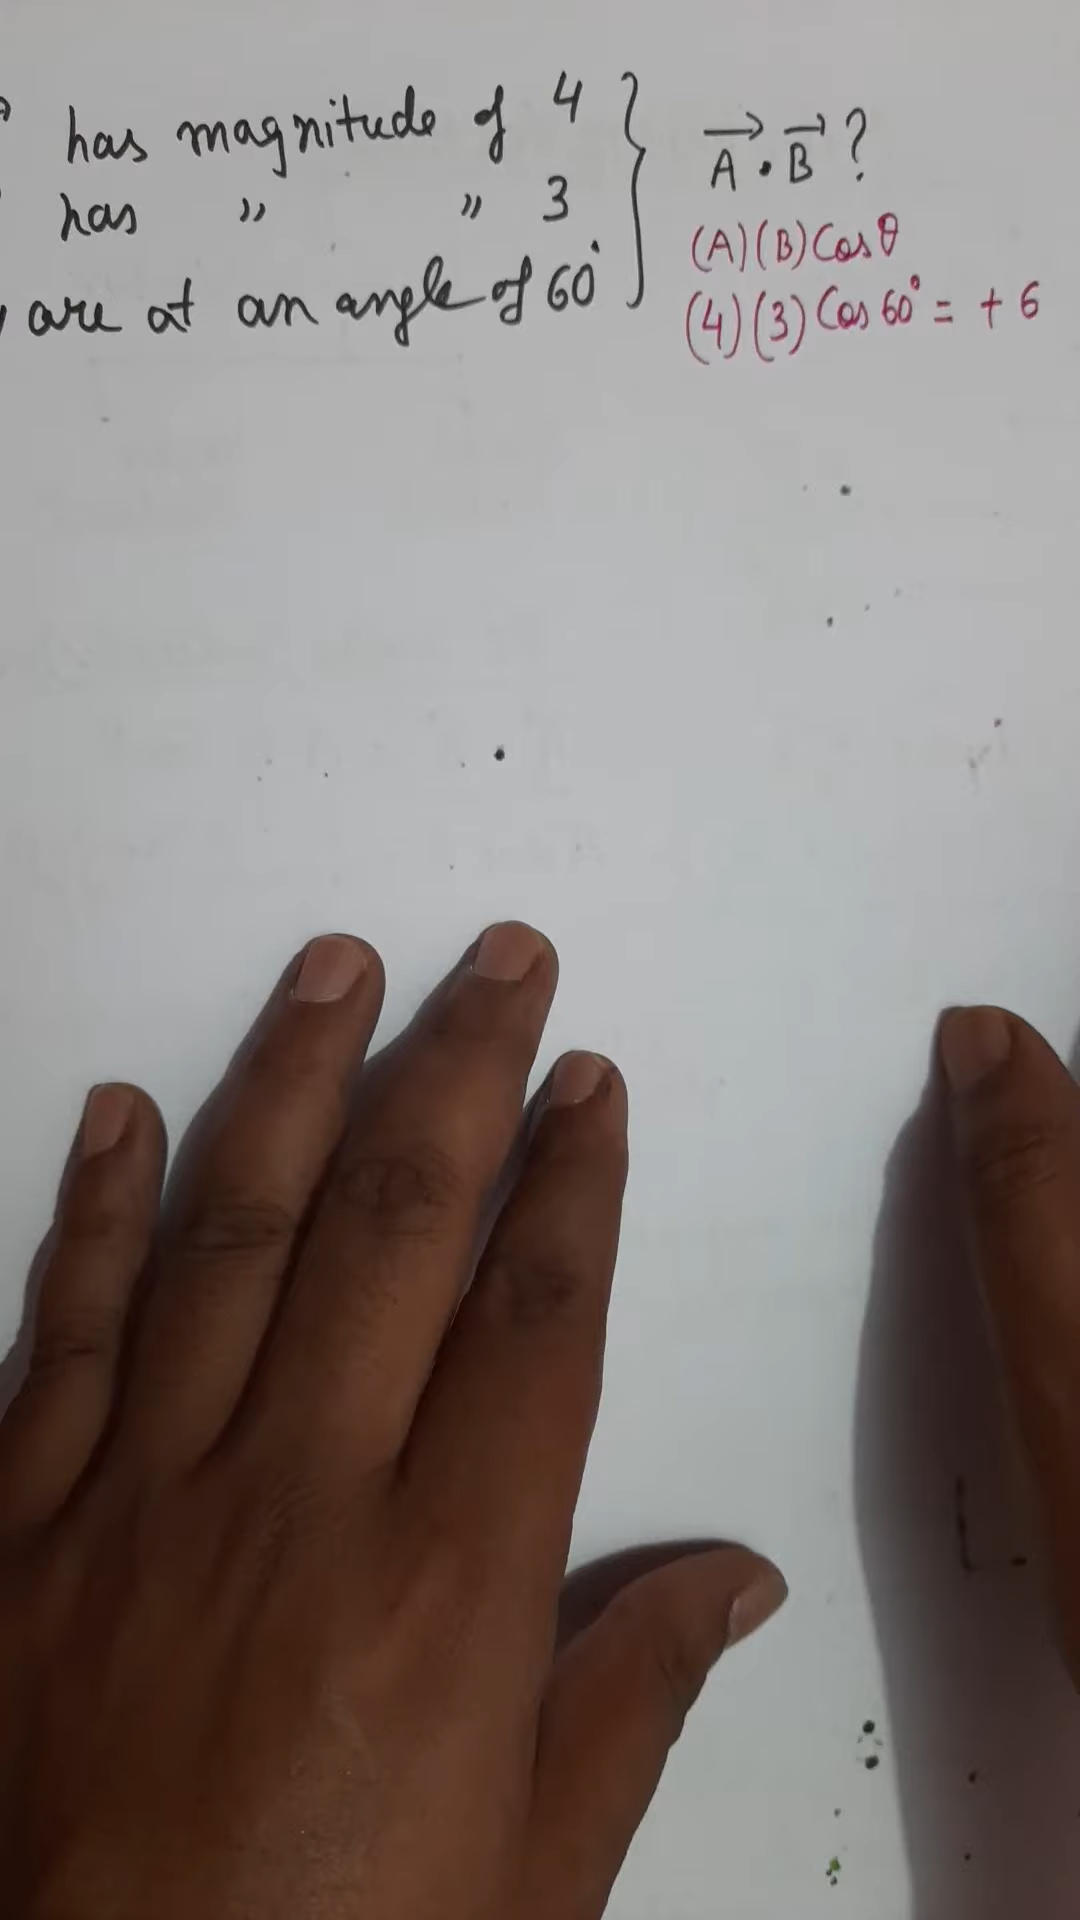 has magnitude of 4
has " " 3
are at an angle of 60°
A . B ?
(A)(B) Cos θ
(4)(3) Cos 60° = + 6